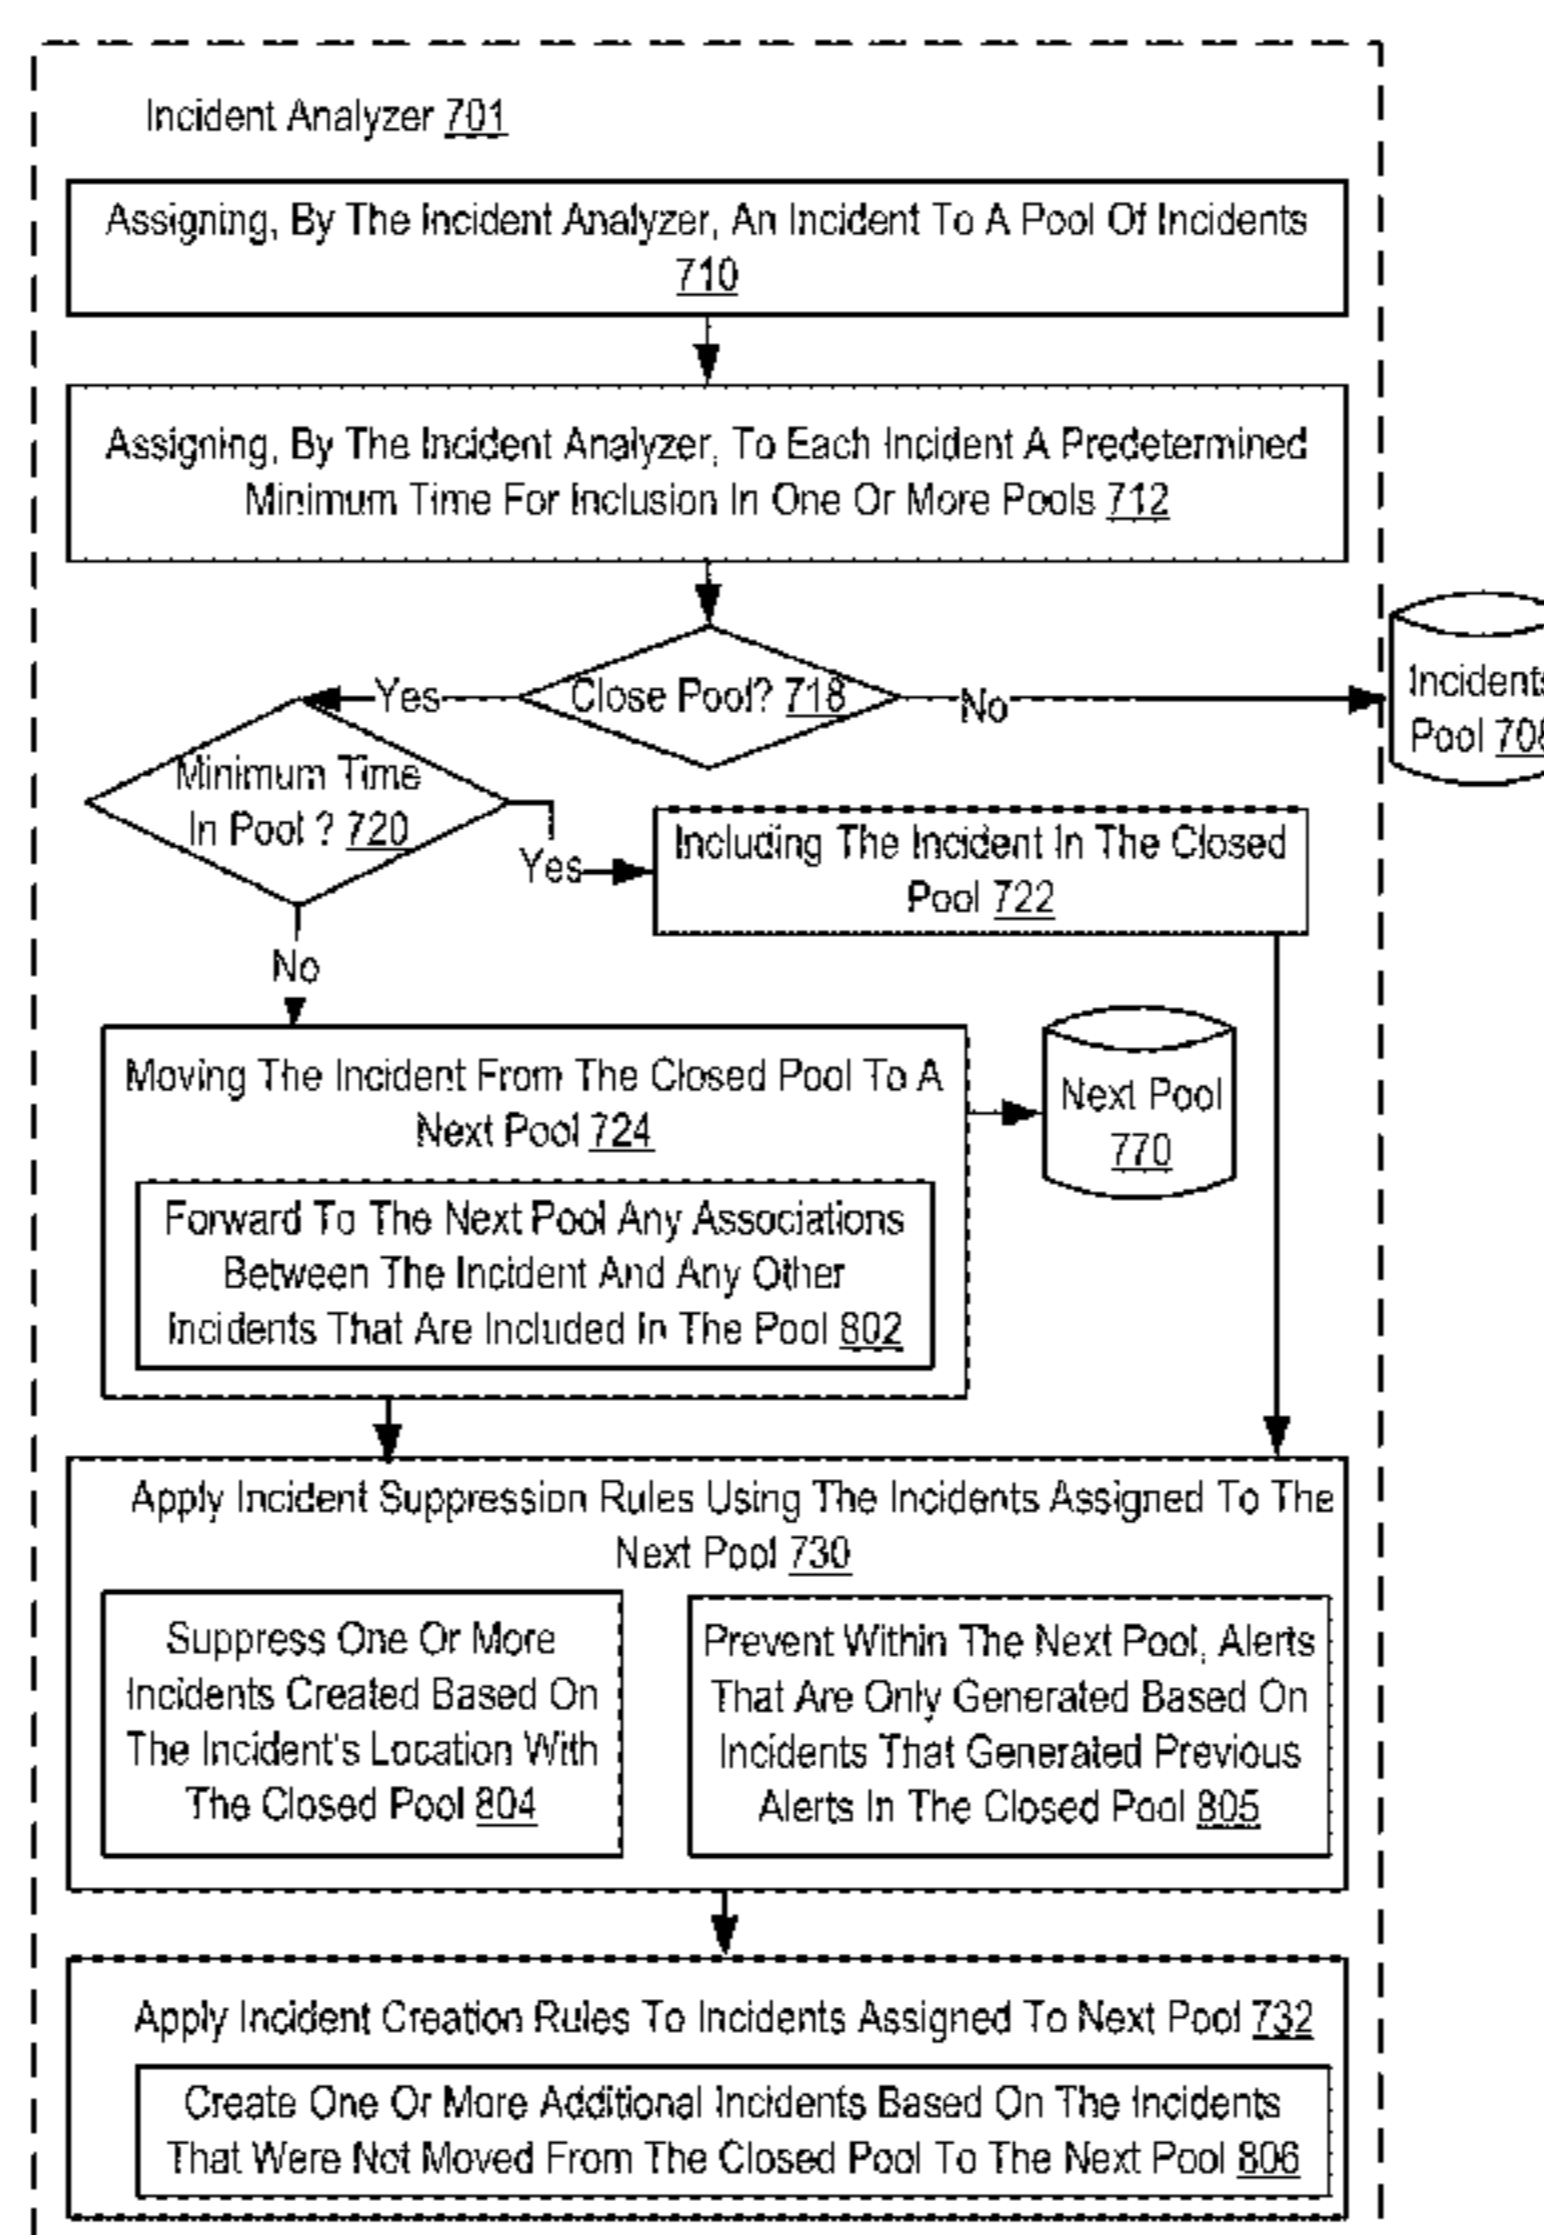 Incident Analyzer 701
Assigning, By The Incident Analyzer, An Incident To A Pool Of Incidents
710
Assigning, By The Incident Analyzer, To Each Incident A Predetermined
Minimum Time For Inclusion In One Or More Pools 712
Close Pool? 718
Yes
No
Incidents
Pool 708
Minimum Time
In Pool ? 720
Yes
No
Including The Incident In The Closed
Pool 722
Moving The Incident From The Closed Pool To A
Next Pool 724
Next Pool
770
Forward To The Next Pool Any Associations
Between The Incident And Any Other
Incidents That Are Included In The Pool 802
Apply Incident Suppression Rules Using The Incidents Assigned To The
Next Pool 730
Suppress One Or More
Incidents Created Based On
The Incident's Location With
The Closed Pool 804
Prevent Within The Next Pool, Alerts
That Are Only Generated Based On
Incidents That Generated Previous
Alerts In The Closed Pool 805
Apply Incident Creation Rules To Incidents Assigned To Next Pool 732
Create One Or More Additional Incidents Based On The Incidents
That Were Not Moved From The Closed Pool To The Next Pool 806